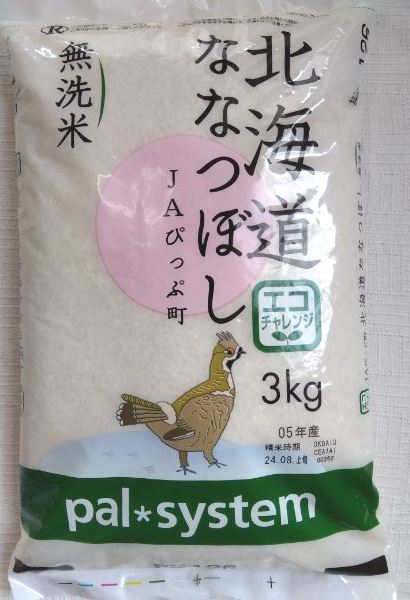 無洗米
北海道
ななつぼし
JAぴっぷ町
エコ
チャレンジ
3kg
05年産
精米時期
24.08.上旬
pal*system